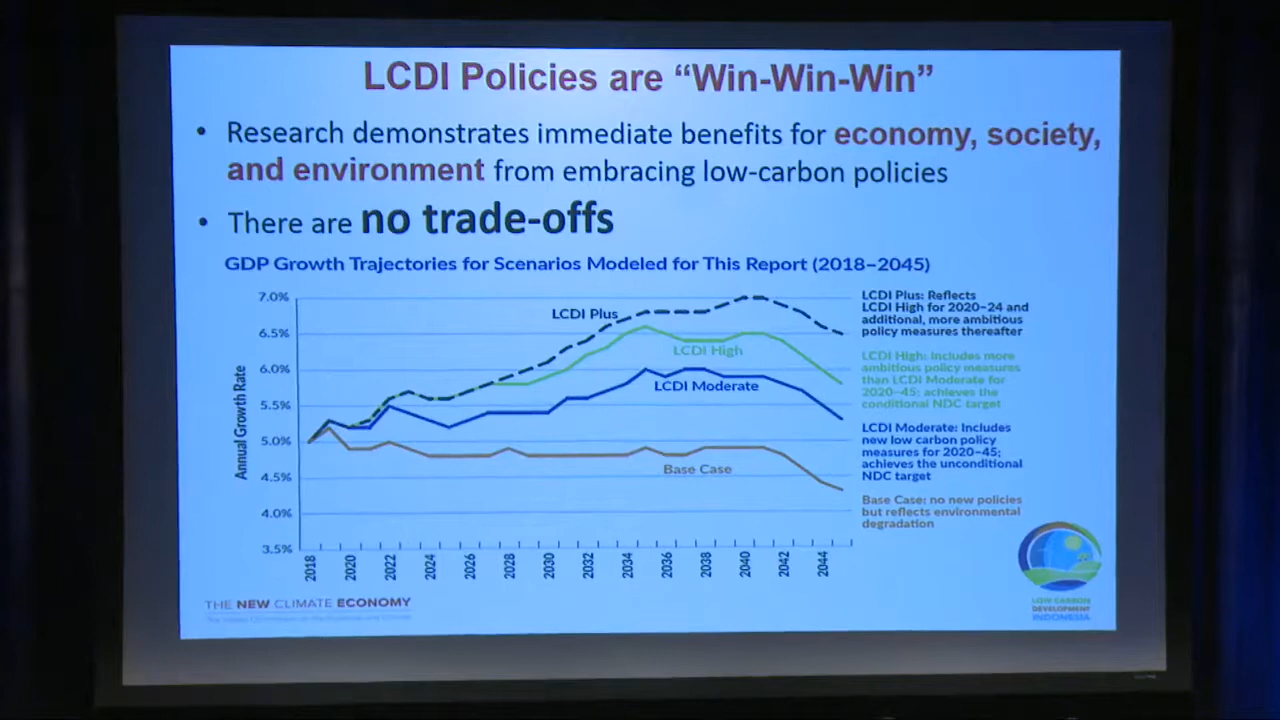 LCDI Policies are “Win-Win-Win”
• Research demonstrates immediate benefits for economy, society,
and environment from embracing low-carbon policies
• There are no trade-offs
GDP Growth Trajectories for Scenarios Modeled for This Report (2018–2045)
Annual Growth Rate
7.0%
6.5%
6.0%
5.5%
5.0%
4.5%
4.0%
3.5%
LCDI Plus
LCDI High
LCDI Moderate
Base Case
2018 2020 2022 2024 2026 2028 2030 2032 2034 2036 2038 2040 2042 2044
LCDI Plus: Reflects
LCDI High for 2020–24 and
additional, more ambitious
policy measures thereafter
LCDI High: Includes more
ambitious policy measures
than LCDI Moderate for
2020–45; achieves the
conditional NDC target
LCDI Moderate: Includes
new low carbon policy
measures for 2020–45;
achieves the unconditional
NDC target
Base Case: no new policies
but reflects environmental
degradation
THE NEW CLIMATE ECONOMY
LOW CARBON
DEVELOPMENT
INDONESIA